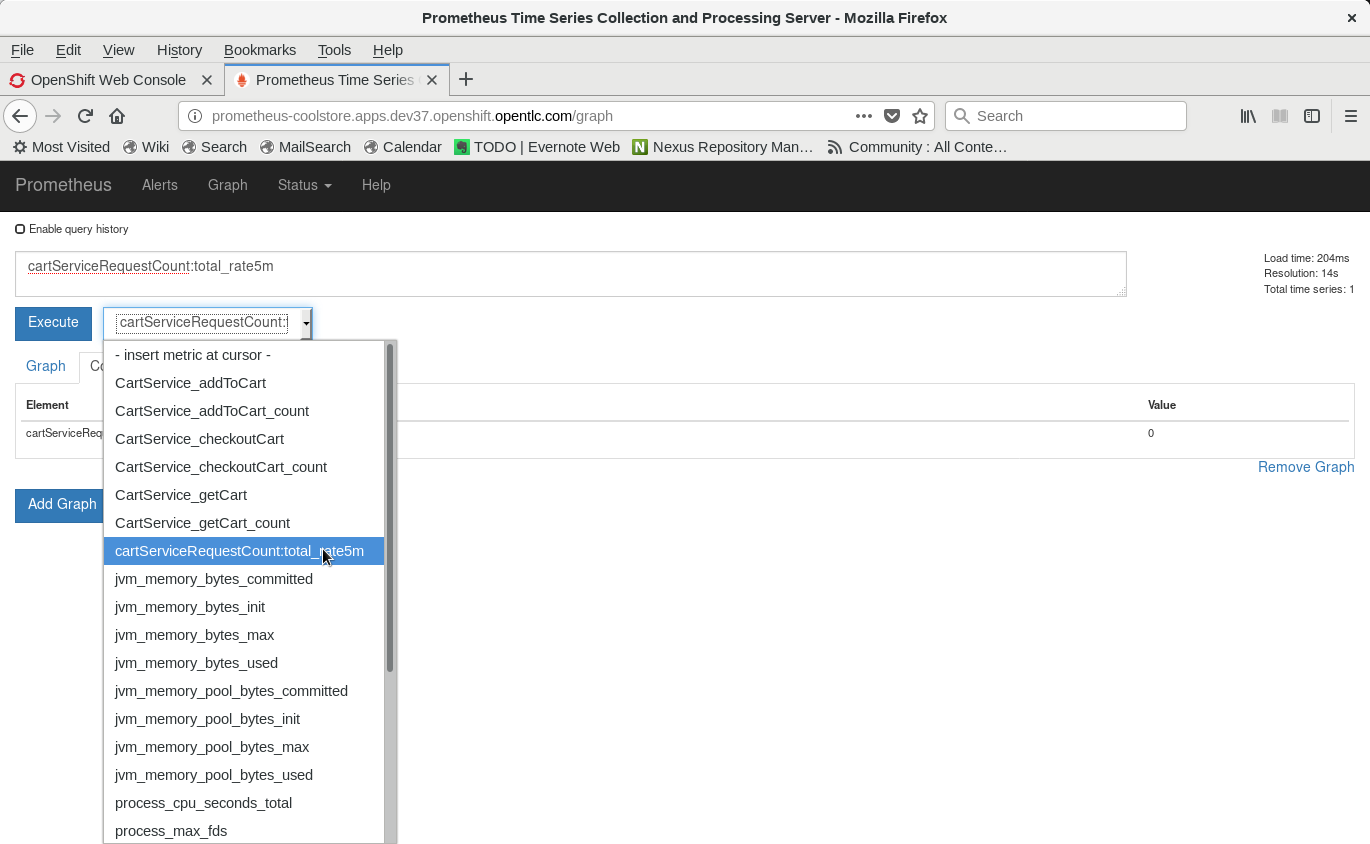 Prometheus Time Series Collection and Processing Server - Mozilla Firefox
File Edit View History Bookmarks Tools Help
OpenShift Web Console Prometheus Time Series
prometheus-coolstore.apps.dev37.openshift.opentlc.com/graph Search
Most Visited Wiki Search MailSearch Calendar TODO | Evernote Web Nexus Repository Man… Community : All Conte…
Prometheus Alerts Graph Status Help
Enable query history
cartServiceRequestCount:total_rate5m
Load time: 204ms
Resolution: 14s
Total time series: 1
Execute cartServiceRequestCount:
- insert metric at cursor -
Graph Co
CartService_addToCart
Element Value
CartService_addToCart_count
cartServiceReq 0
CartService_checkoutCart
CartService_checkoutCart_count
Remove Graph
CartService_getCart
Add Graph
CartService_getCart_count
cartServiceRequestCount:total_rate5m
jvm_memory_bytes_committed
jvm_memory_bytes_init
jvm_memory_bytes_max
jvm_memory_bytes_used
jvm_memory_pool_bytes_committed
jvm_memory_pool_bytes_init
jvm_memory_pool_bytes_max
jvm_memory_pool_bytes_used
process_cpu_seconds_total
process_max_fds